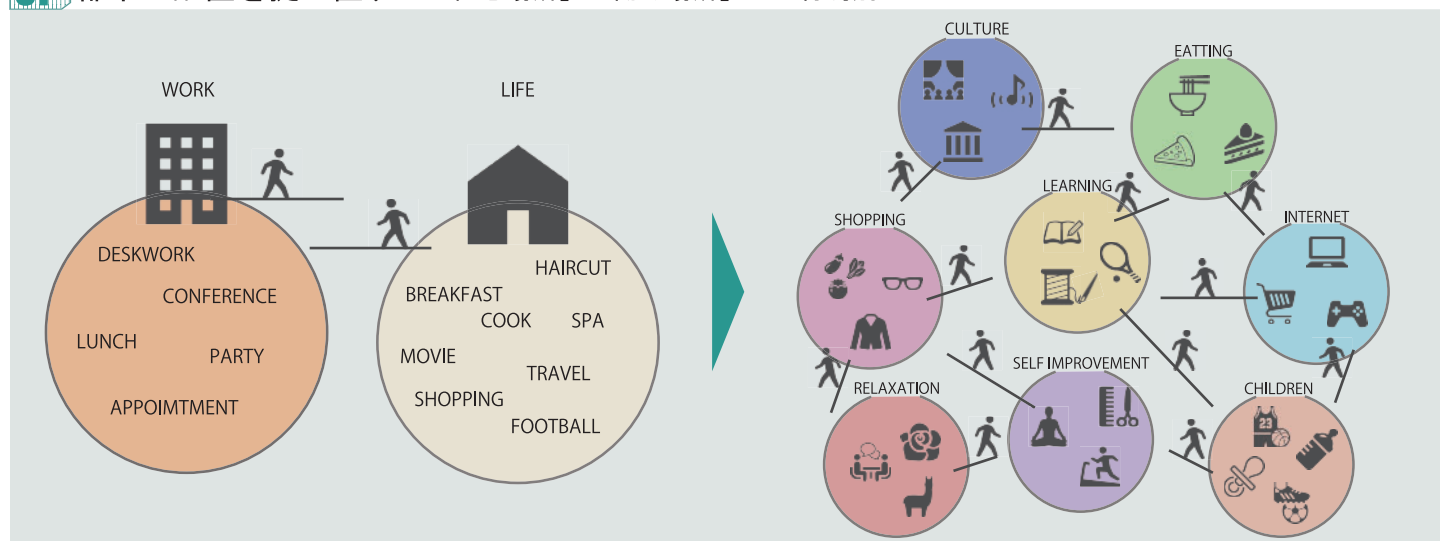 WORK
LIFE
DESKWORK
CONFERENCE
LUNCH
PARTY
APPOIMTMENT
HAIRCUT
BREAKFAST
COOK
SPA
MOVIE
TRAVEL
SHOPPING
FOOTBALL
CULTURE
EATTING
LEARNING
SHOPPING
INTERNET
SELF IMPROVEMENT
RELAXATION
CHILDREN
23